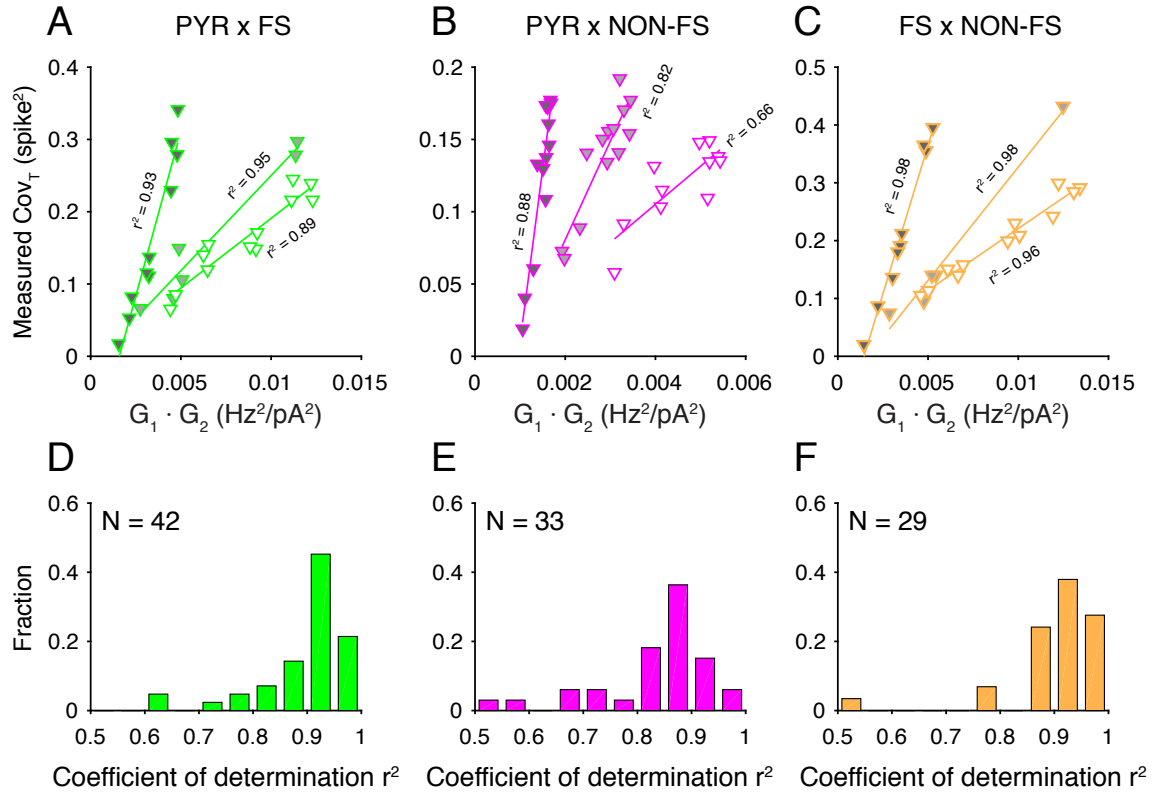 A PYR x FS
B PYR x NON-FS
C FS x NON-FS
Measured Cov_T (spike²)
0.4
0.3
0.2
0.1
0
r² = 0.93
r² = 0.95
r² = 0.89
0 0.005 0.01 0.015
G₁ · G₂ (Hz²/pA²)
0.2
0.15
0.1
0.05
0
r² = 0.88
r² = 0.82
r² = 0.66
0 0.002 0.004 0.006
G₁ · G₂ (Hz²/pA²)
0.5
0.4
0.3
0.2
0.1
0
r² = 0.98
r² = 0.98
r² = 0.96
0 0.005 0.01 0.015
G₁ · G₂ (Hz²/pA²)
D
N = 42
Fraction
0.6
0.4
0.2
0
0.5 0.6 0.7 0.8 0.9 1
Coefficient of determination r²
E
N = 33
0.6
0.4
0.2
0
0.5 0.6 0.7 0.8 0.9 1
Coefficient of determination r²
F
N = 29
0.6
0.4
0.2
0
0.5 0.6 0.7 0.8 0.9 1
Coefficient of determination r²